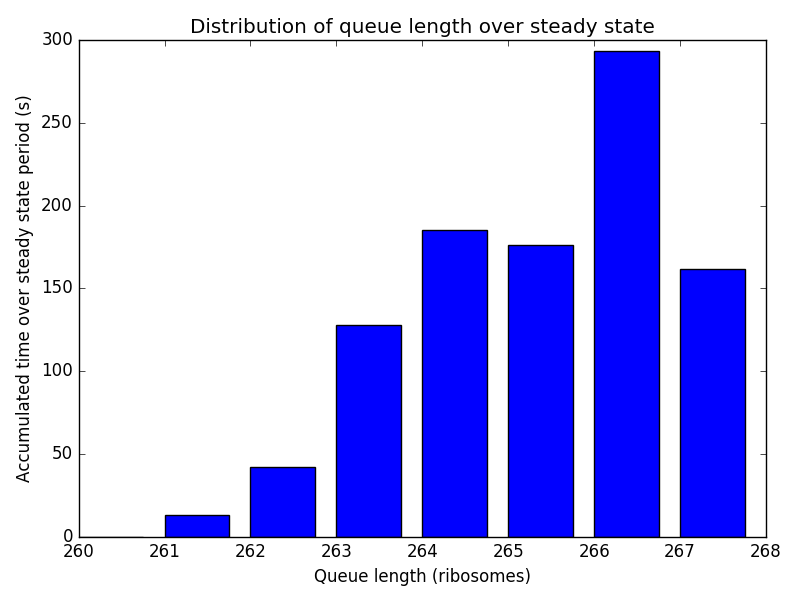 Distribution of queue length over steady state
300
250
200
150
100
50
0
Accumulated time over steady state period (s)
260 261 262 263 264 265 266 267 268
Queue length (ribosomes)